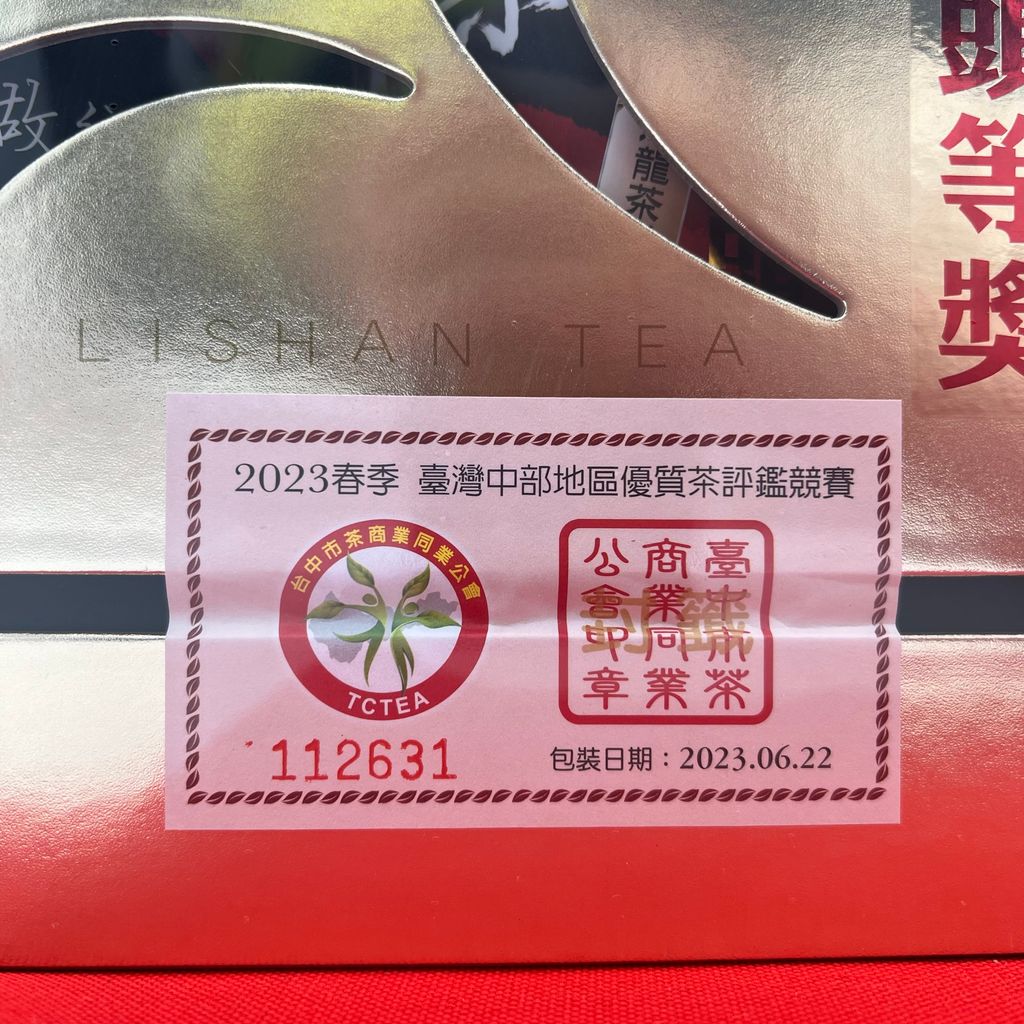 做
龍茶
頭等獎
LISHAN TEA
2023春季 臺灣中部地區優質茶評鑑競賽
台中市茶商業同業公會
TCTEA
臺中市茶
商業同業
公會印章
封籤
112631
包裝日期：2023.06.22